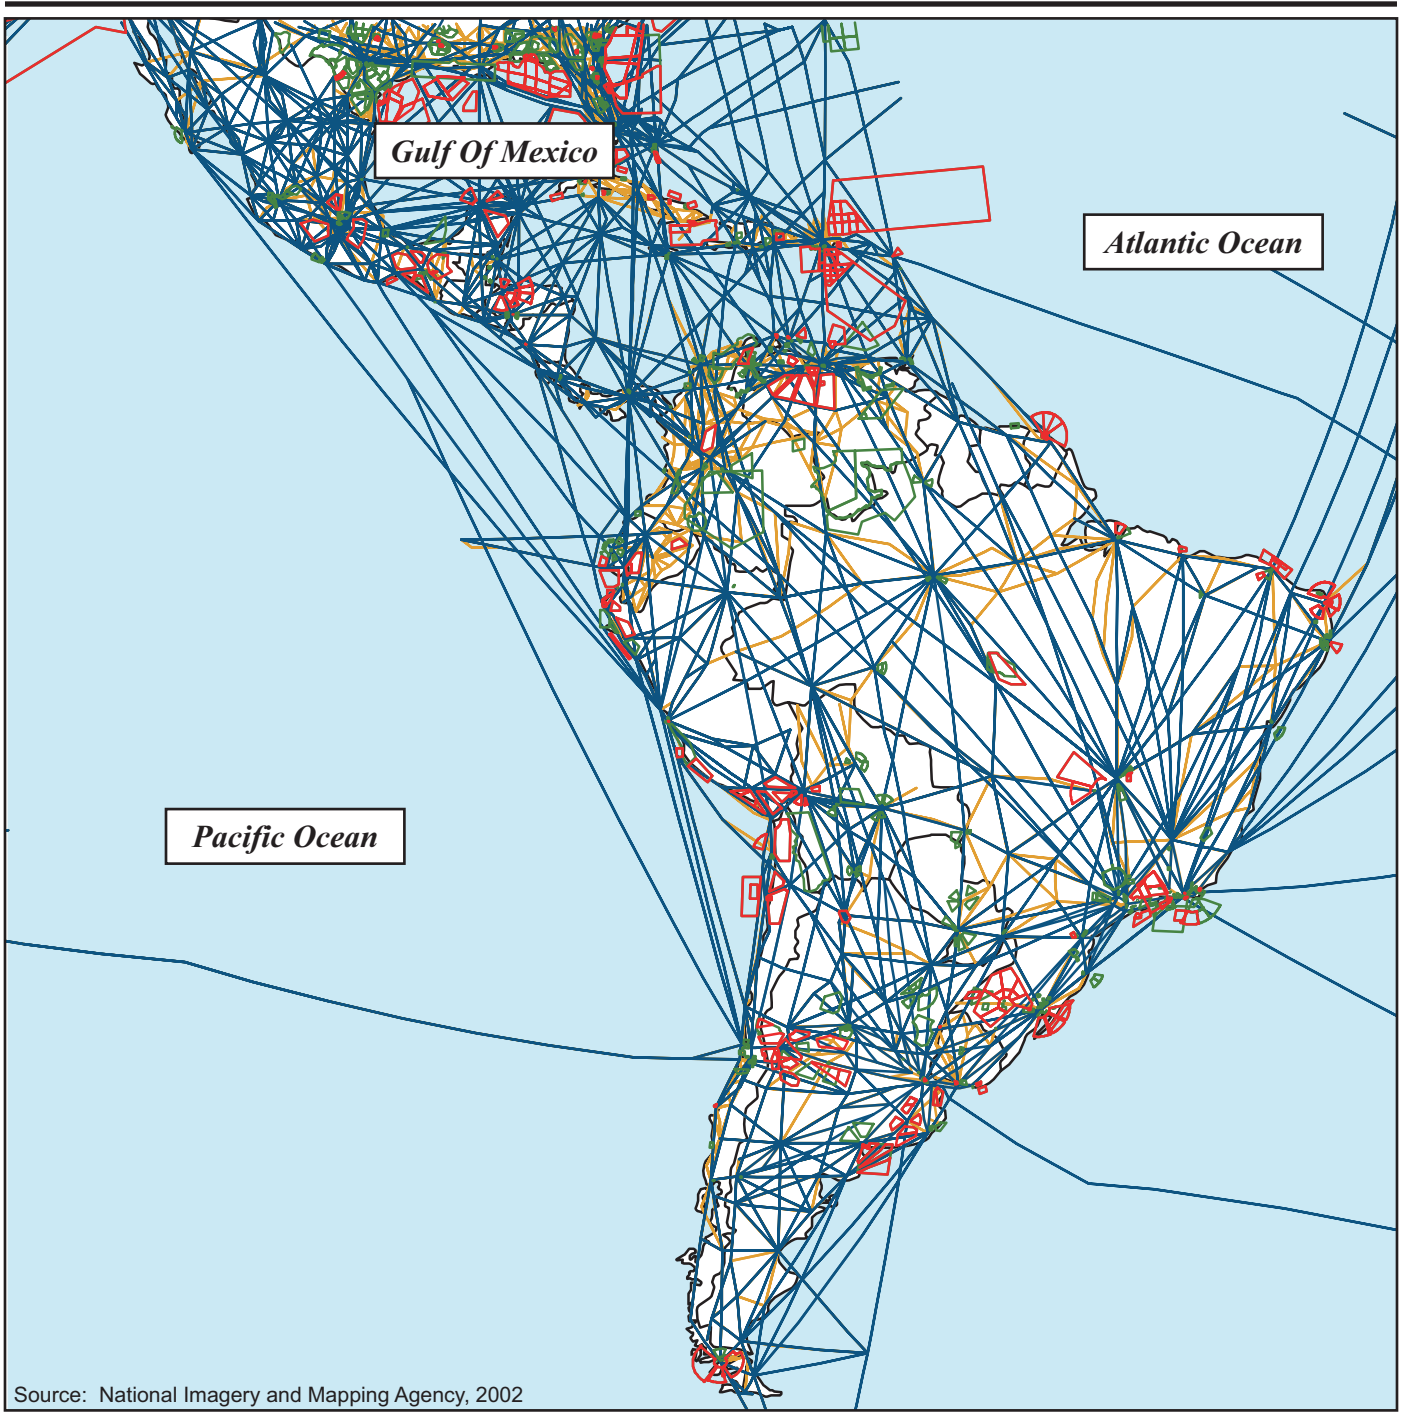 Gulf Of Mexico
Atlantic Ocean
Pacific Ocean
Source:  National Imagery and Mapping Agency, 2002